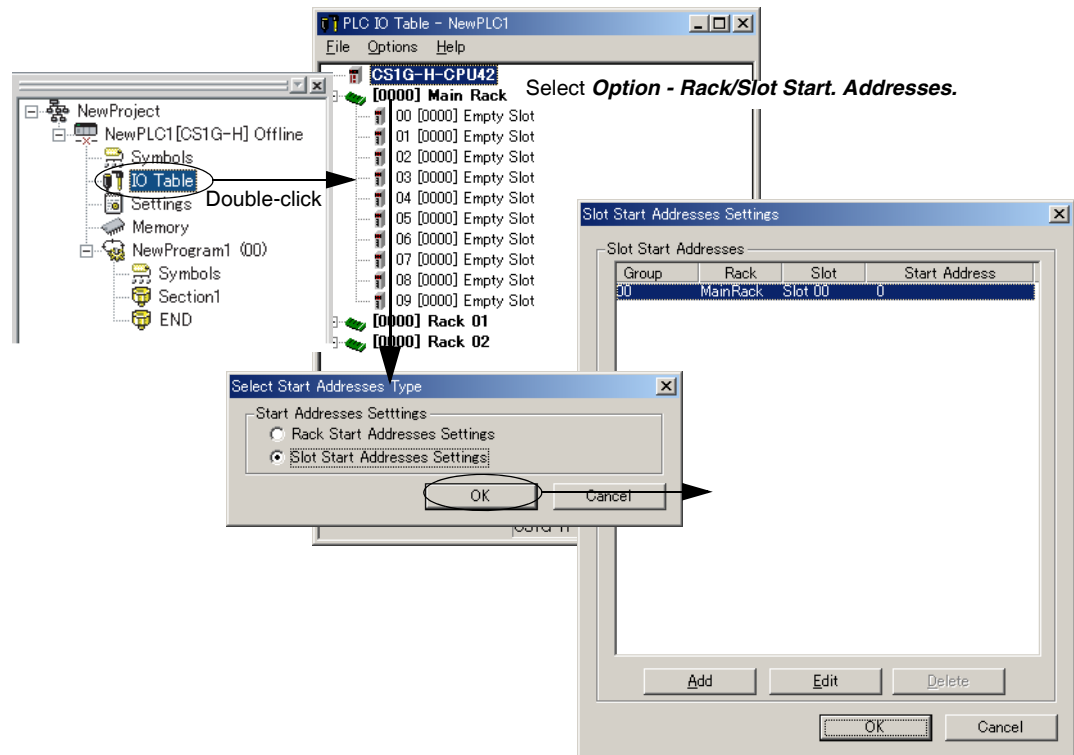 PLC IO Table - NewPLC1
File Options Help
CS1G-H-CPU42
Select Option - Rack/Slot Start. Addresses.
[0000] Main Rack
00 [0000] Empty Slot
01 [0000] Empty Slot
02 [0000] Empty Slot
03 [0000] Empty Slot
04 [0000] Empty Slot
05 [0000] Empty Slot
06 [0000] Empty Slot
07 [0000] Empty Slot
08 [0000] Empty Slot
09 [0000] Empty Slot
[0000] Rack 01
[0000] Rack 02
NewProject
NewPLC1[CS1G-H] Offline
Symbols
IO Table
Double-click
Settings
Memory
NewProgram1 (00)
Symbols
Section1
END
Select Start Addresses Type
Start Addresses Setttings
Rack Start Addresses Settings
Slot Start Addresses Settings
OK Cancel
Slot Start Addresses Settings
Slot Start Addresses
Group Rack Slot Start Address
00 MainRack Slot 00 0
Add Edit Delete
OK Cancel